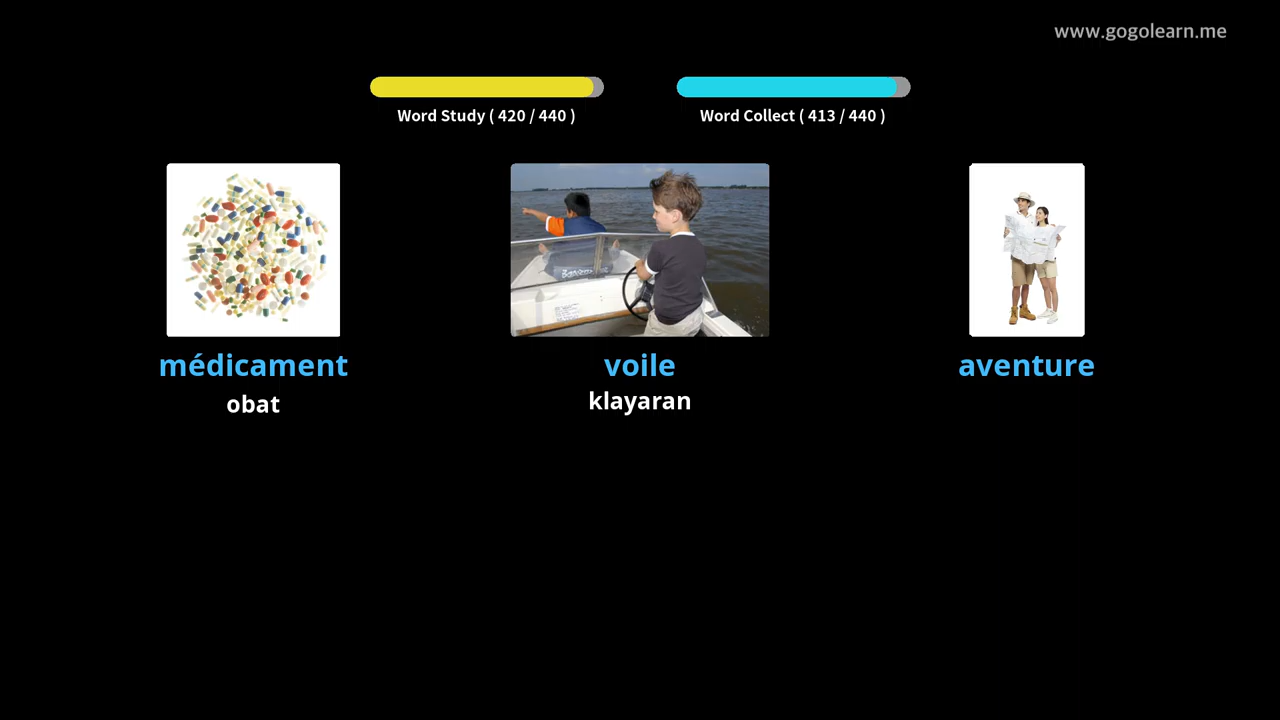 www.gogolearn.me
Word Study ( 420 / 440 )
Word Collect ( 413 / 440 )
médicament
voile
aventure
obat
klayaran